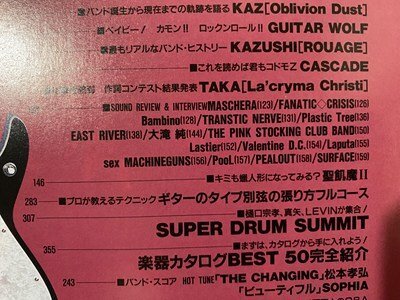 ■バンド誕生から現在までの軌跡を語る KAZ[Oblivion Dust]
■ベイビー! カモン!! ロックンロール!! GUITAR WOLF
■最もリアルなバンド・ヒストリー KAZUSHI[ROUAGE]
■これを読めば君もコドモZ CASCADE
作詞コンテスト結果発表 TAKA[La'cryma Christi]
■SOUND REVIEW & INTERVIEW MASCHERA(123)/FANATIC◇CRISIS(126)
Bambino(128)/TRANSTIC NERVE(131)/Plastic Tree(136)
EAST RIVER(138)/大滝 純(144)/THE PINK STOCKING CLUB BAND(150)
Lastier(152)/Valentine D.C.(154)/Laputa(155)
sex MACHINEGUNS(156)/PooL(157)/PEALOUT(158)/SURFACE(159)
146 ■キミも蠟人形になってみる? 聖飢魔II
283 ■プロが教えるテクニック ギターのタイプ別弦の張り方フルコース
307 ■樋口宗孝、真矢、LEVINが集合/
SUPER DRUM SUMMIT
355 ■まずは、カタログから手に入れよう/
楽器カタログBEST 50完全紹介
243 ■バンド・スコア HOT TUNE「THE CHANGING」松本孝弘
「ビューティフル」SOPHIA